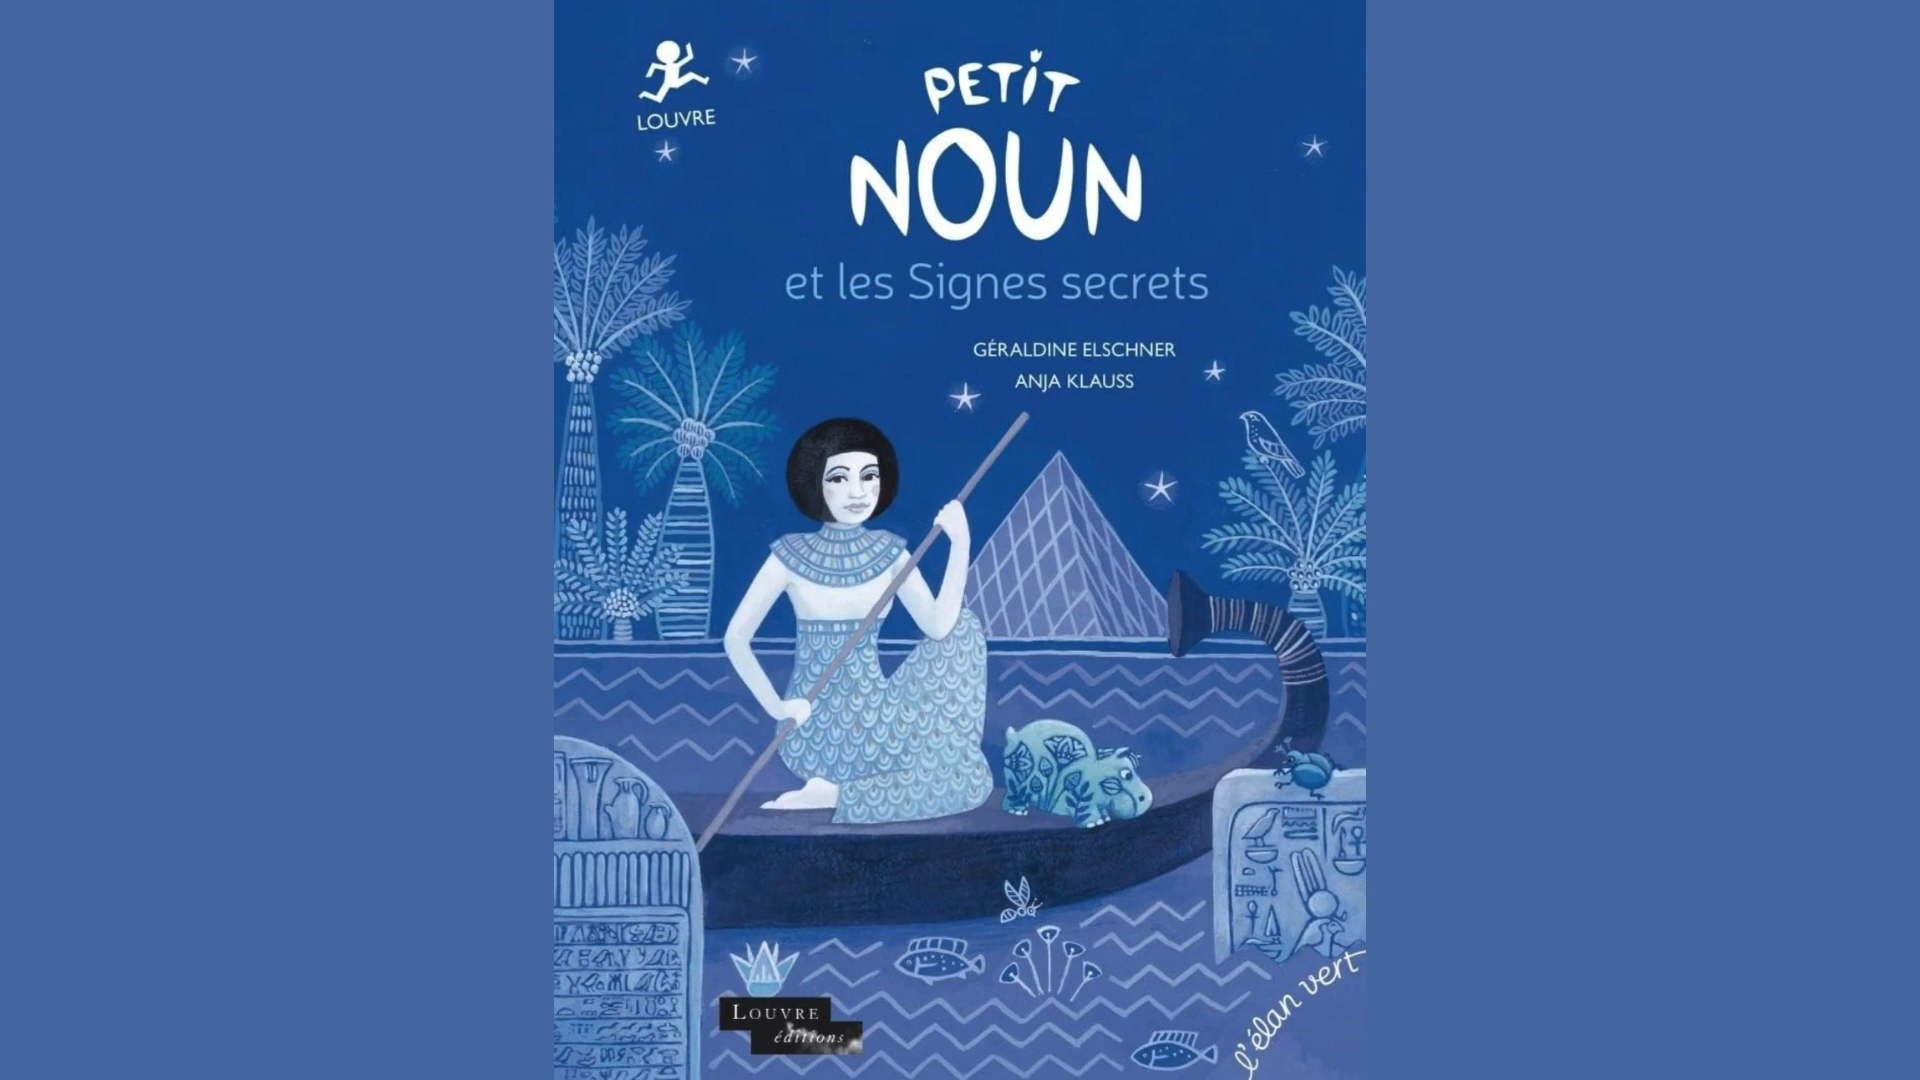 LOUVRE
PETIT
NOUN
et les Signes secrets
GÉRALDINE ELSCHNER
ANJA KLAUSS
LOUVRE
éditions
l'élan vert